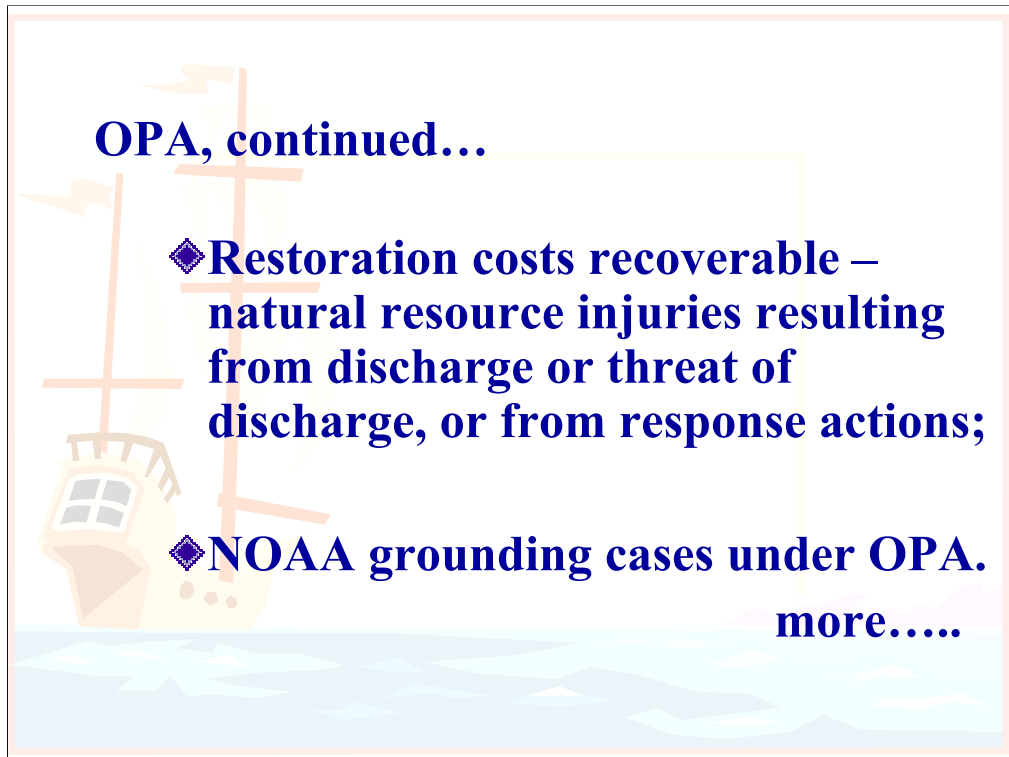 OPA, continued…
Restoration costs recoverable –
natural resource injuries resulting
from discharge or threat of
discharge, or from response actions;
NOAA grounding cases under OPA.
more…..